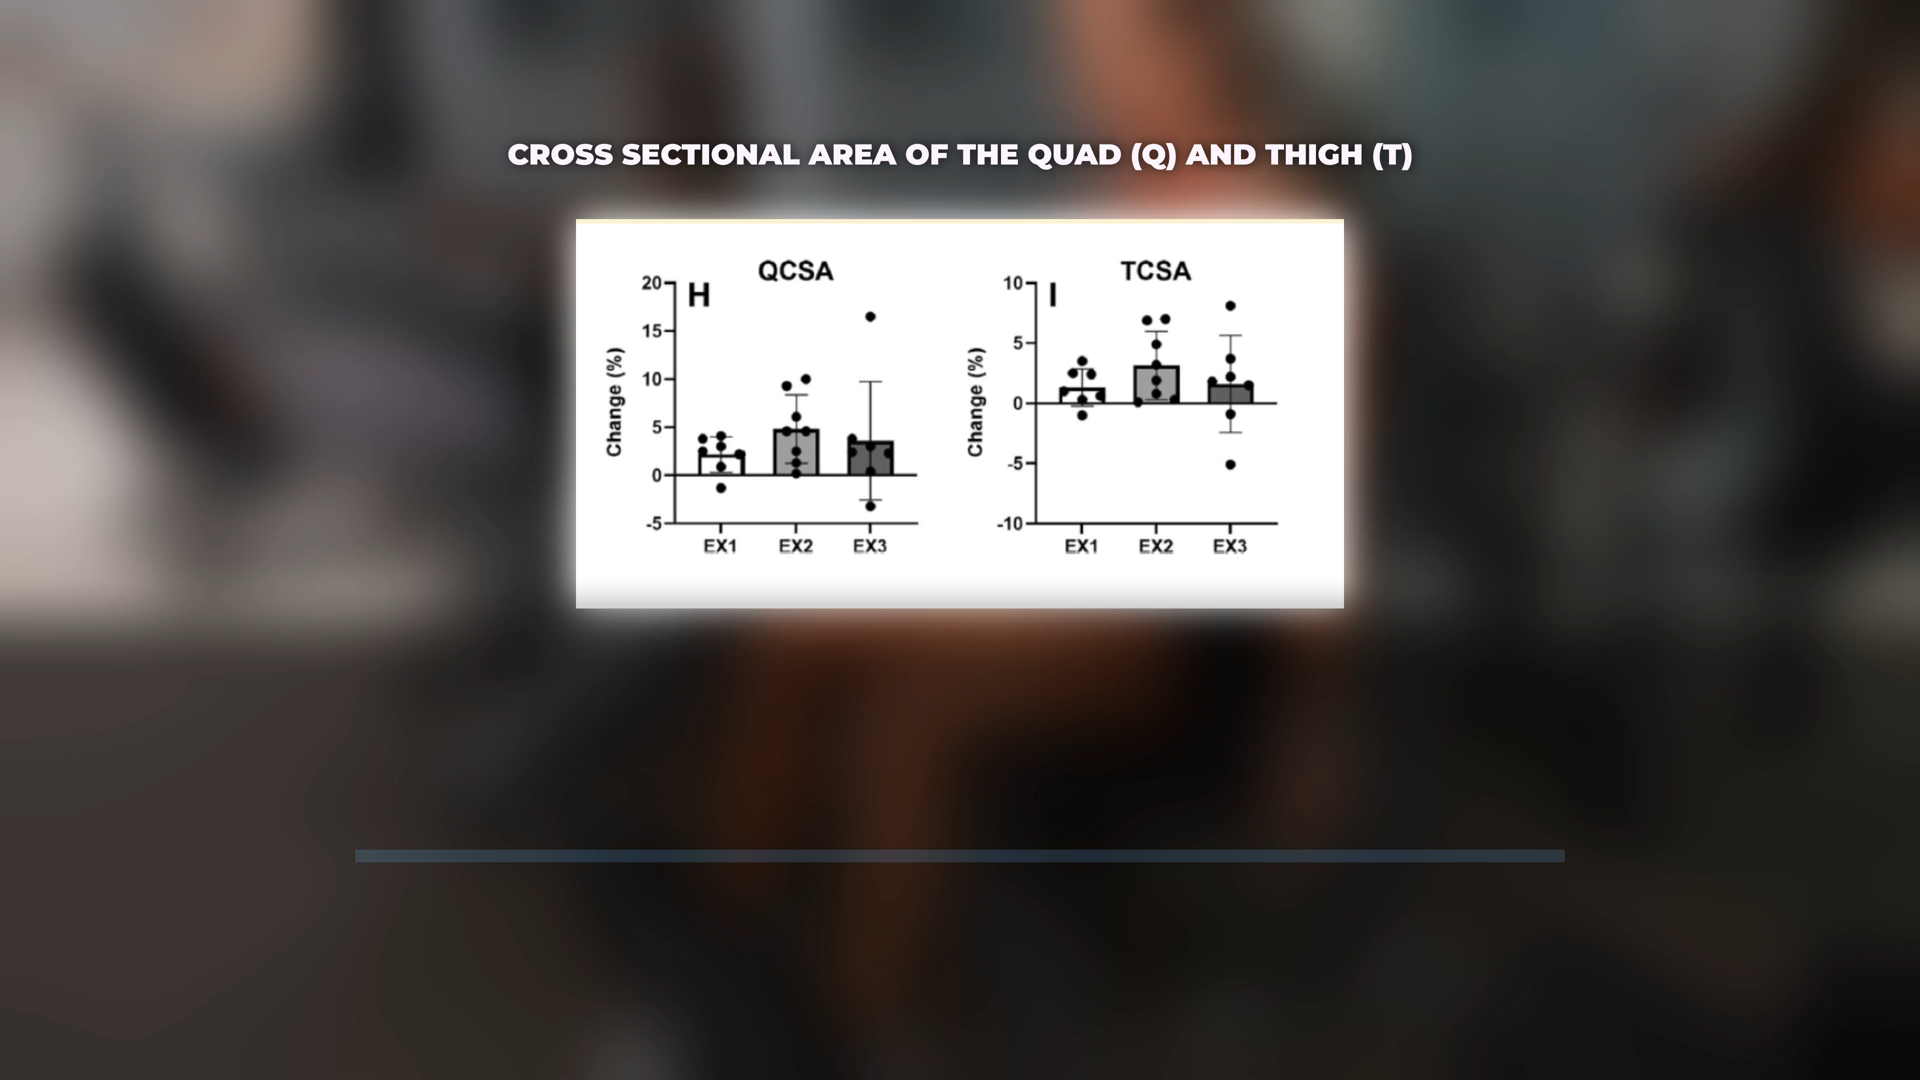 CROSS SECTIONAL AREA OF THE QUAD (Q) AND THIGH (T)
QCSA
H
Change (%)
20
15
10
5
0
-5
EX1 EX2 EX3
TCSA
I
Change (%)
10
5
0
-5
-10
EX1 EX2 EX3